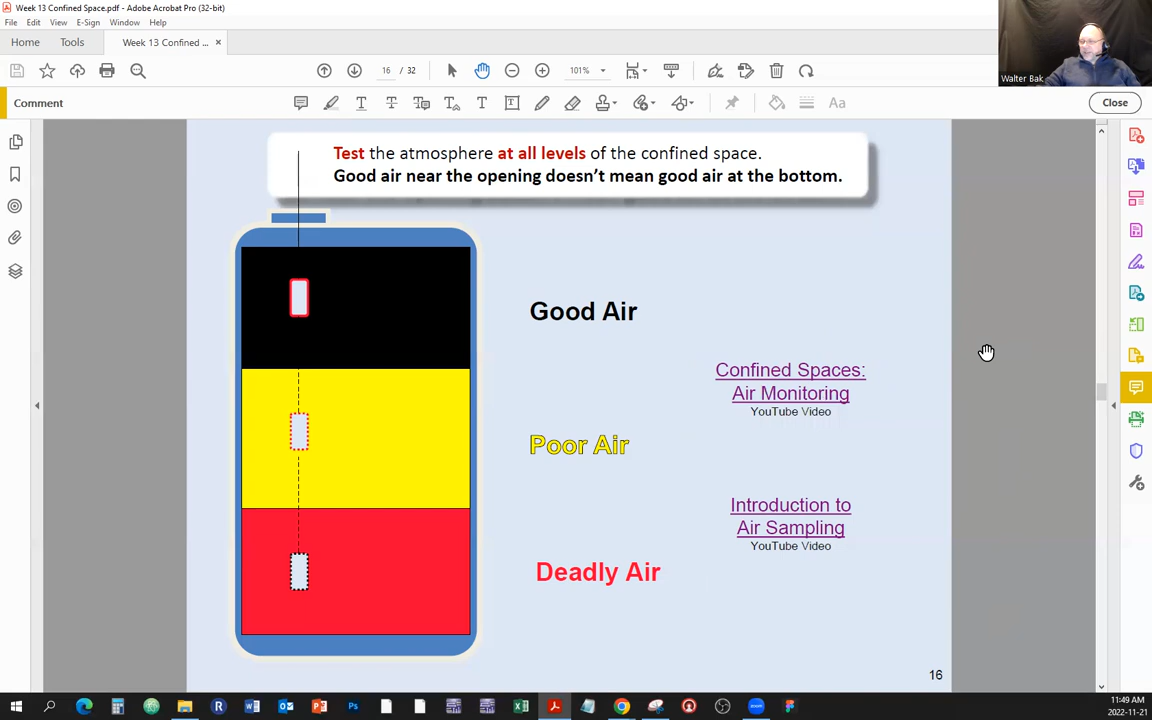 Week 13 Confined Space.pdf - Adobe Acrobat Pro (32-bit)
File Edit View E-Sign Window Help
Home Tools Week 13 Confined ... ×
16 / 32 101%
Walter Bak
Comment Close
Test the atmosphere at all levels of the confined space.
Good air near the opening doesn’t mean good air at the bottom.
Good Air
Confined Spaces:
Air Monitoring
YouTube Video
Poor Air
Introduction to
Air Sampling
YouTube Video
Deadly Air
16
11:49 AM
2022-11-21